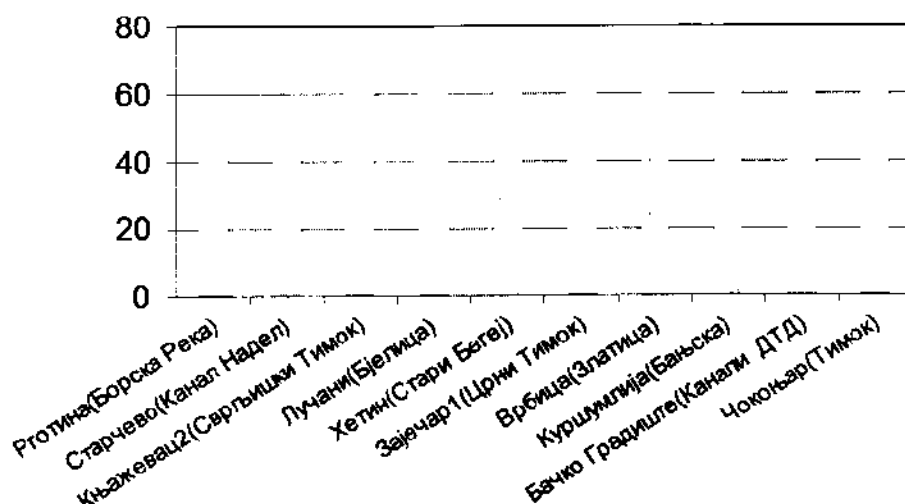 80
60
40
20
0
Рготина(Борска Река)
Старчево(Канал Надел)
Књажевац2(Сврљишки Тимок)
Лучани(Бјелица)
Хетин(Стари Бегеј)
Зајечар1(Црни Тимок)
Врбица(Златица)
Куршумлија(Бањска)
Бачко Градиште(Канали ДТД)
Чокоњар(Тимок)